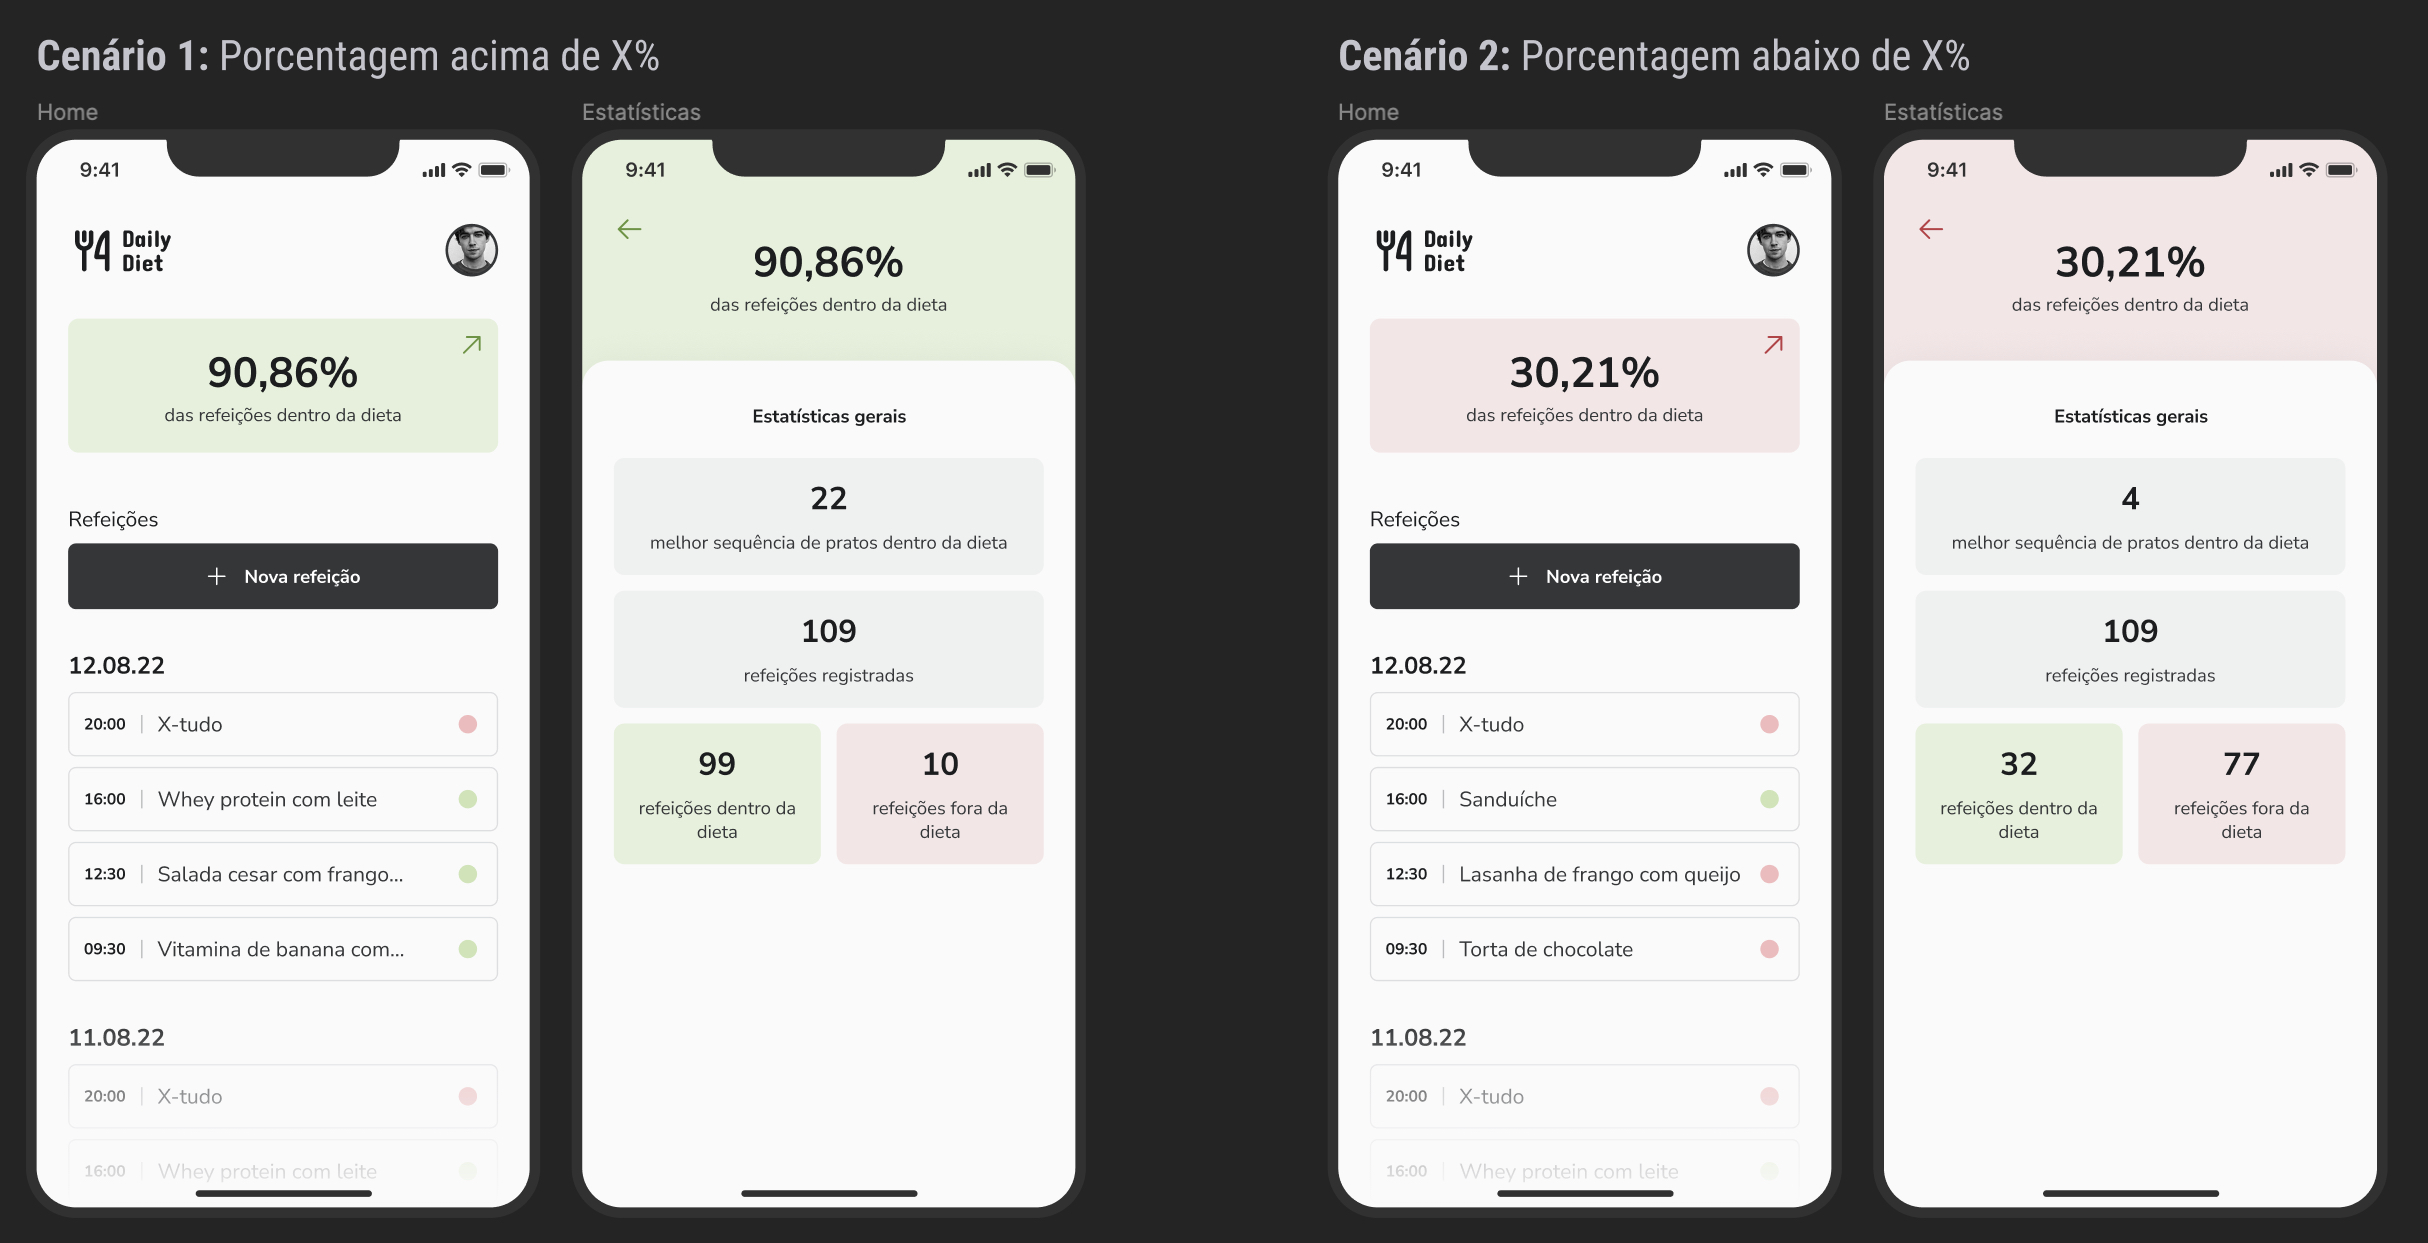 Cenário 1: Porcentagem acima de X%
Home
9:41
Daily
Diet
90,86%
das refeições dentro da dieta
Refeições
+ Nova refeição
12.08.22
20:00 | X-tudo
16:00 | Whey protein com leite
12:30 | Salada cesar com frango...
09:30 | Vitamina de banana com...
11.08.22
20:00 | X-tudo
16:00 | Whey protein com leite
Estatísticas
9:41
90,86%
das refeições dentro da dieta
Estatísticas gerais
22
melhor sequência de pratos dentro da dieta
109
refeições registradas
99
refeições dentro da
dieta
10
refeições fora da
dieta
Cenário 2: Porcentagem abaixo de X%
Home
9:41
Daily
Diet
30,21%
das refeições dentro da dieta
Refeições
+ Nova refeição
12.08.22
20:00 | X-tudo
16:00 | Sanduíche
12:30 | Lasanha de frango com queijo
09:30 | Torta de chocolate
11.08.22
20:00 | X-tudo
16:00 | Whey protein com leite
Estatísticas
9:41
30,21%
das refeições dentro da dieta
Estatísticas gerais
4
melhor sequência de pratos dentro da dieta
109
refeições registradas
32
refeições dentro da
dieta
77
refeições fora da
dieta